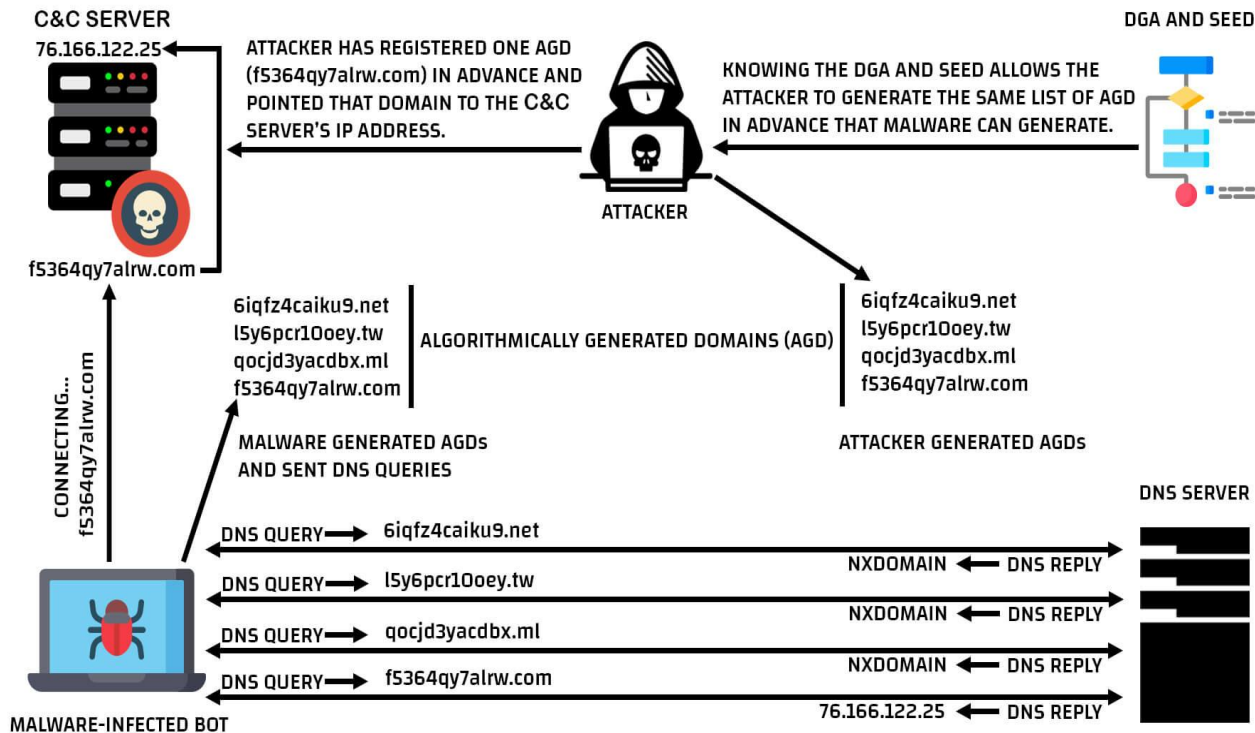 C&C SERVER
76.166.122.25
ATTACKER HAS REGISTERED ONE AGD
(f5364qy7alrw.com) IN ADVANCE AND
POINTED THAT DOMAIN TO THE C&C
SERVER'S IP ADDRESS.
KNOWING THE DGA AND SEED ALLOWS THE
ATTACKER TO GENERATE THE SAME LIST OF AGD
IN ADVANCE THAT MALWARE CAN GENERATE.
DGA AND SEED
ATTACKER
f5364qy7alrw.com
6iqfz4caiku9.net
l5y6pcr10oey.tw
qocjd3yacdbx.ml
f5364qy7alrw.com
ALGORITHMICALLY GENERATED DOMAINS (AGD)
6iqfz4caiku9.net
l5y6pcr10oey.tw
qocjd3yacdbx.ml
f5364qy7alrw.com
CONNECTING...
f5364qy7alrw.com
MALWARE GENERATED AGDs
AND SENT DNS QUERIES
ATTACKER GENERATED AGDs
DNS SERVER
DNS QUERY 6iqfz4caiku9.net
NXDOMAIN DNS REPLY
DNS QUERY l5y6pcr10oey.tw
NXDOMAIN DNS REPLY
DNS QUERY qocjd3yacdbx.ml
NXDOMAIN DNS REPLY
DNS QUERY f5364qy7alrw.com
76.166.122.25 DNS REPLY
MALWARE-INFECTED BOT